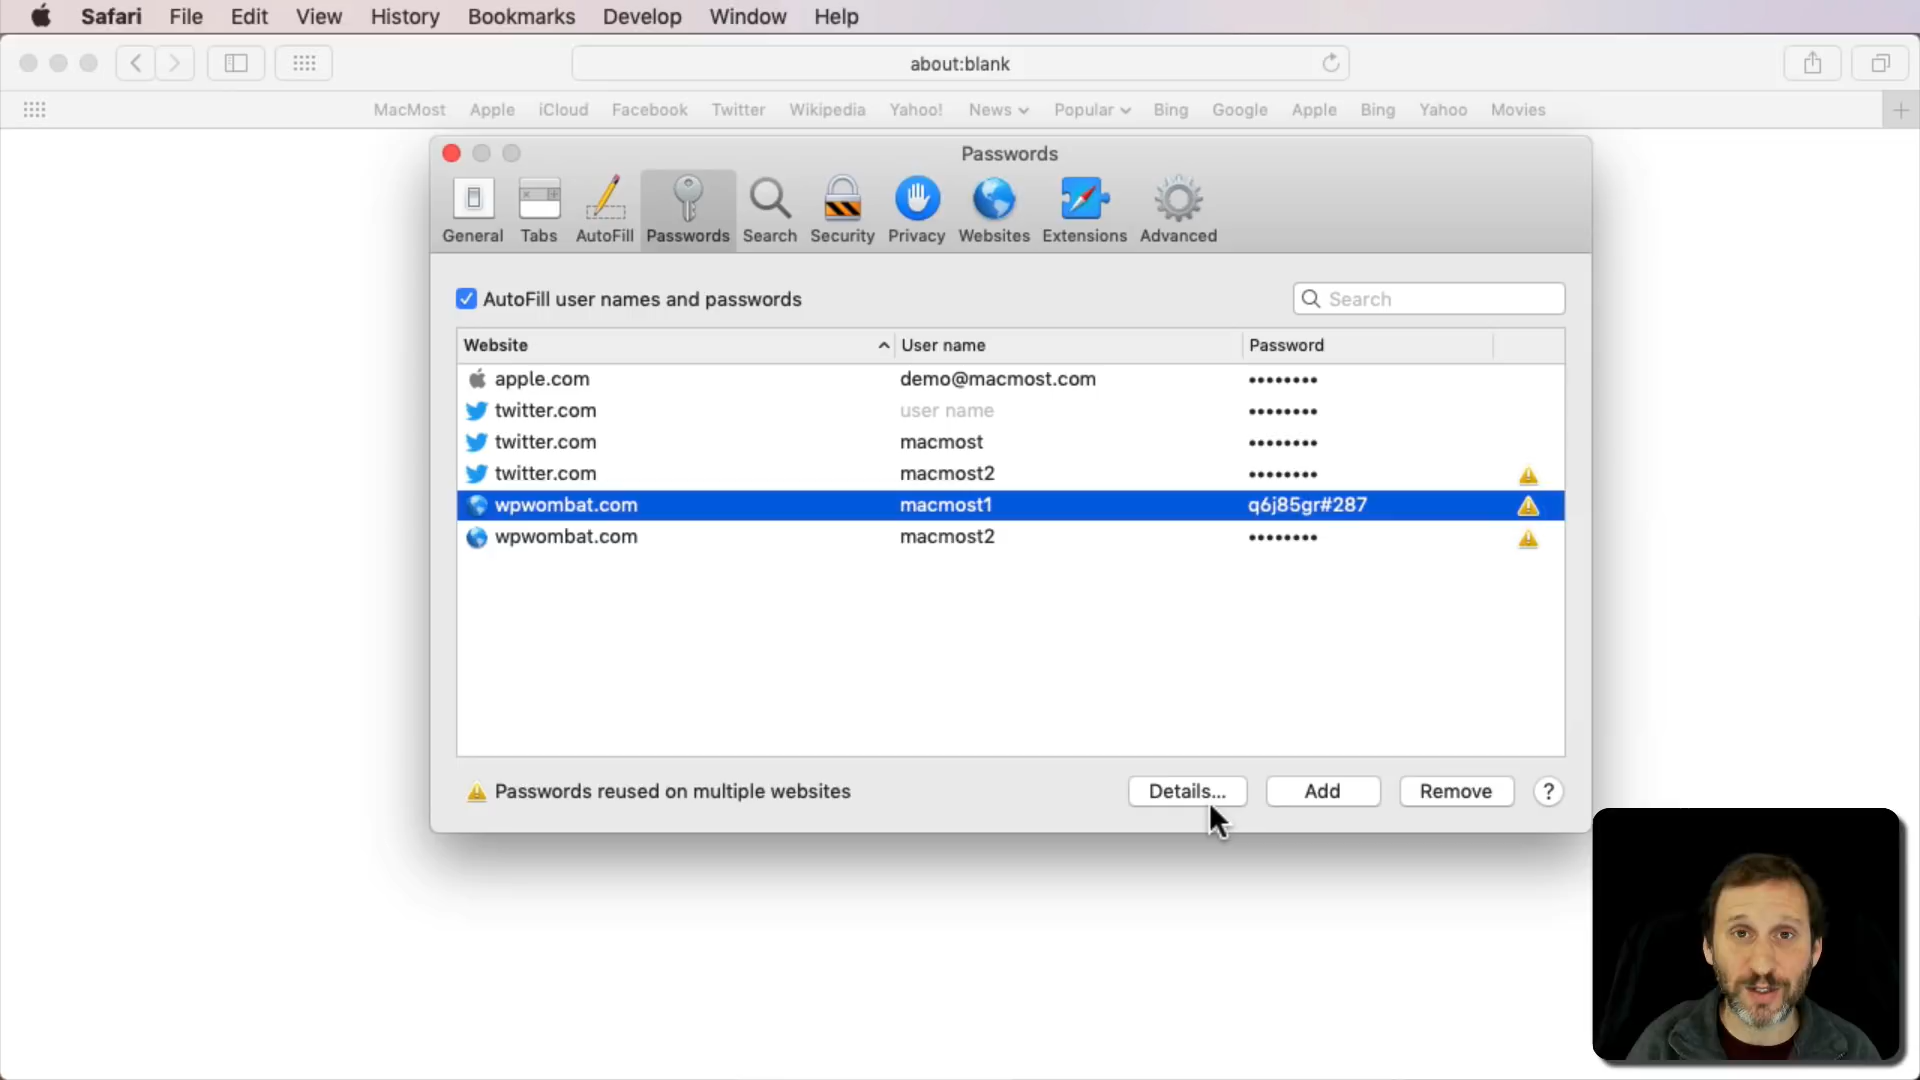 Safari File Edit View History Bookmarks Develop Window Help
about:blank
MacMost Apple iCloud Facebook Twitter Wikipedia Yahoo! News Popular Bing Google Apple Bing Yahoo Movies
Passwords
General Tabs AutoFill Passwords Search Security Privacy Websites Extensions Advanced
AutoFill user names and passwords Search
Website User name Password
apple.com demo@macmost.com ••••••••
twitter.com user name ••••••••
twitter.com macmost ••••••••
twitter.com macmost2 ••••••••
wpwombat.com macmost1 q6j85gr#287
wpwombat.com macmost2 ••••••••
Passwords reused on multiple websites Details... Add Remove ?